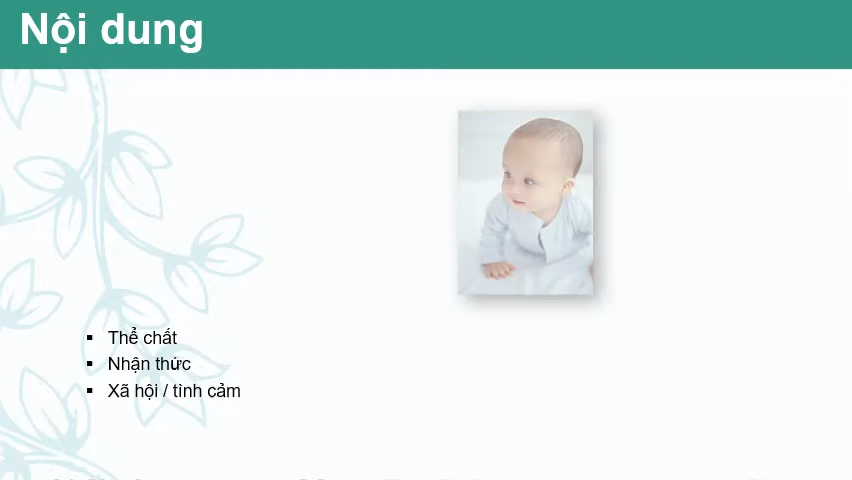 Nội dung
Thể chất
Nhận thức
Xã hội / tình cảm